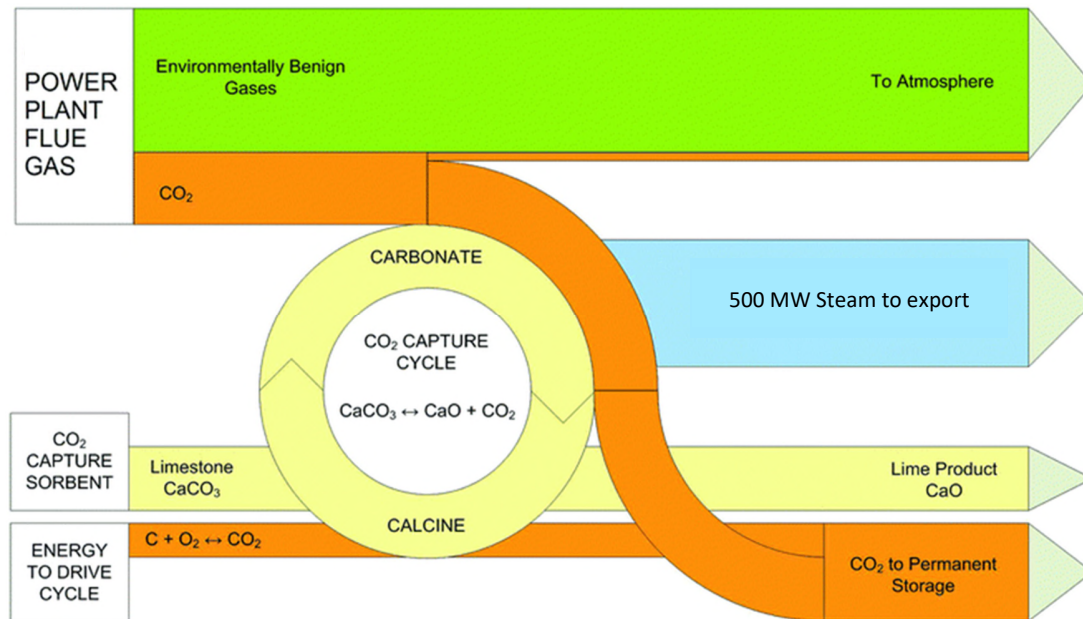 POWER
PLANT
FLUE
GAS
Environmentally Benign
Gases
To Atmosphere
CO₂
CARBONATE
500 MW Steam to export
CO₂ CAPTURE
CYCLE
CaCO₃ ↔ CaO + CO₂
CO₂
CAPTURE
SORBENT
Limestone
CaCO₃
Lime Product
CaO
CALCINE
ENERGY
TO DRIVE
CYCLE
C + O₂ ↔ CO₂
CO₂ to Permanent
Storage